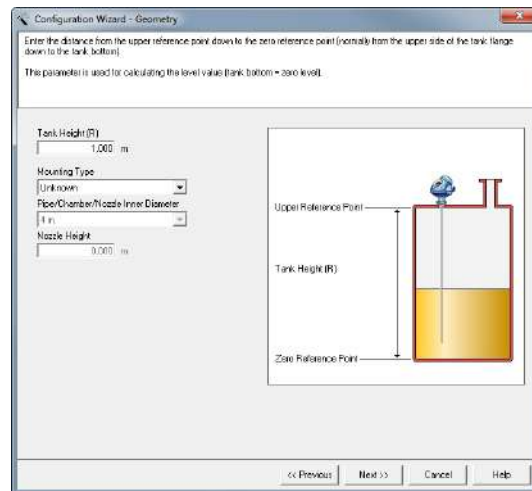 Configuration Wizard - Geometry
Enter the distance from the upper reference point down to the zero reference point (normally from the upper side of the tank flange
down to the tank bottom).
This parameter is used for calculating the level value (tank bottom = zero level).
Tank Height (R)
1.000 m
Mounting Type
Unknown
Pipe/Chamber/Nozzle Inner Diameter
4 in
Nozzle Height
0.000 m
Upper Reference Point
Tank Height (R)
Zero Reference Point
<< Previous Next >> Cancel Help